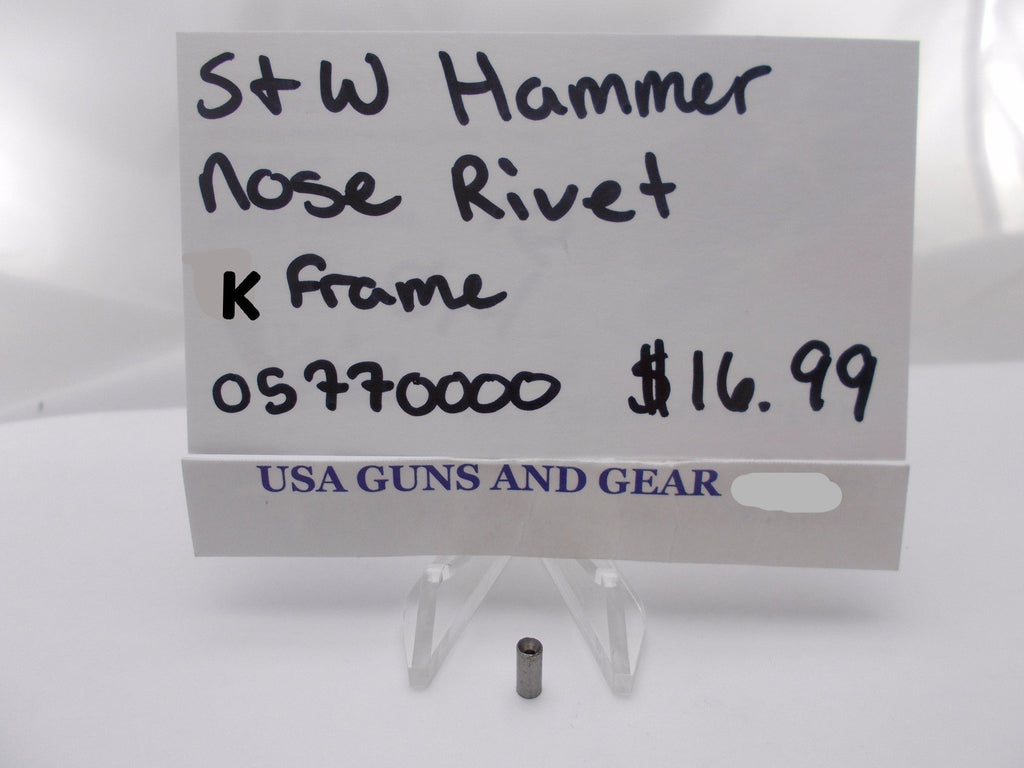 S+W Hammer
Nose Rivet
K Frame
05770000 $16.99
USA GUNS AND GEAR